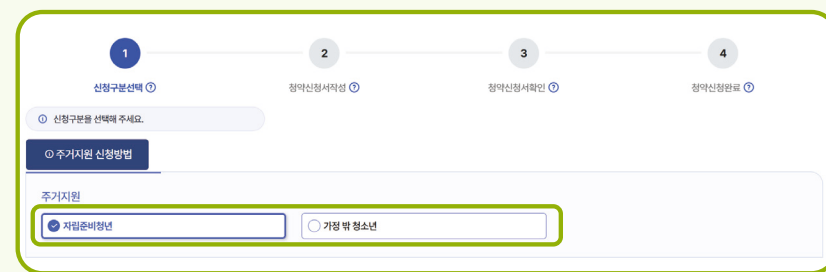 1 2 3 4
신청구분선택 ? 청약신청서작성 ? 청약신청서확인 ? 청약신청완료 ?
신청구분을 선택해 주세요.
주거지원 신청방법
주거지원
자립준비청년 가정 밖 청소년